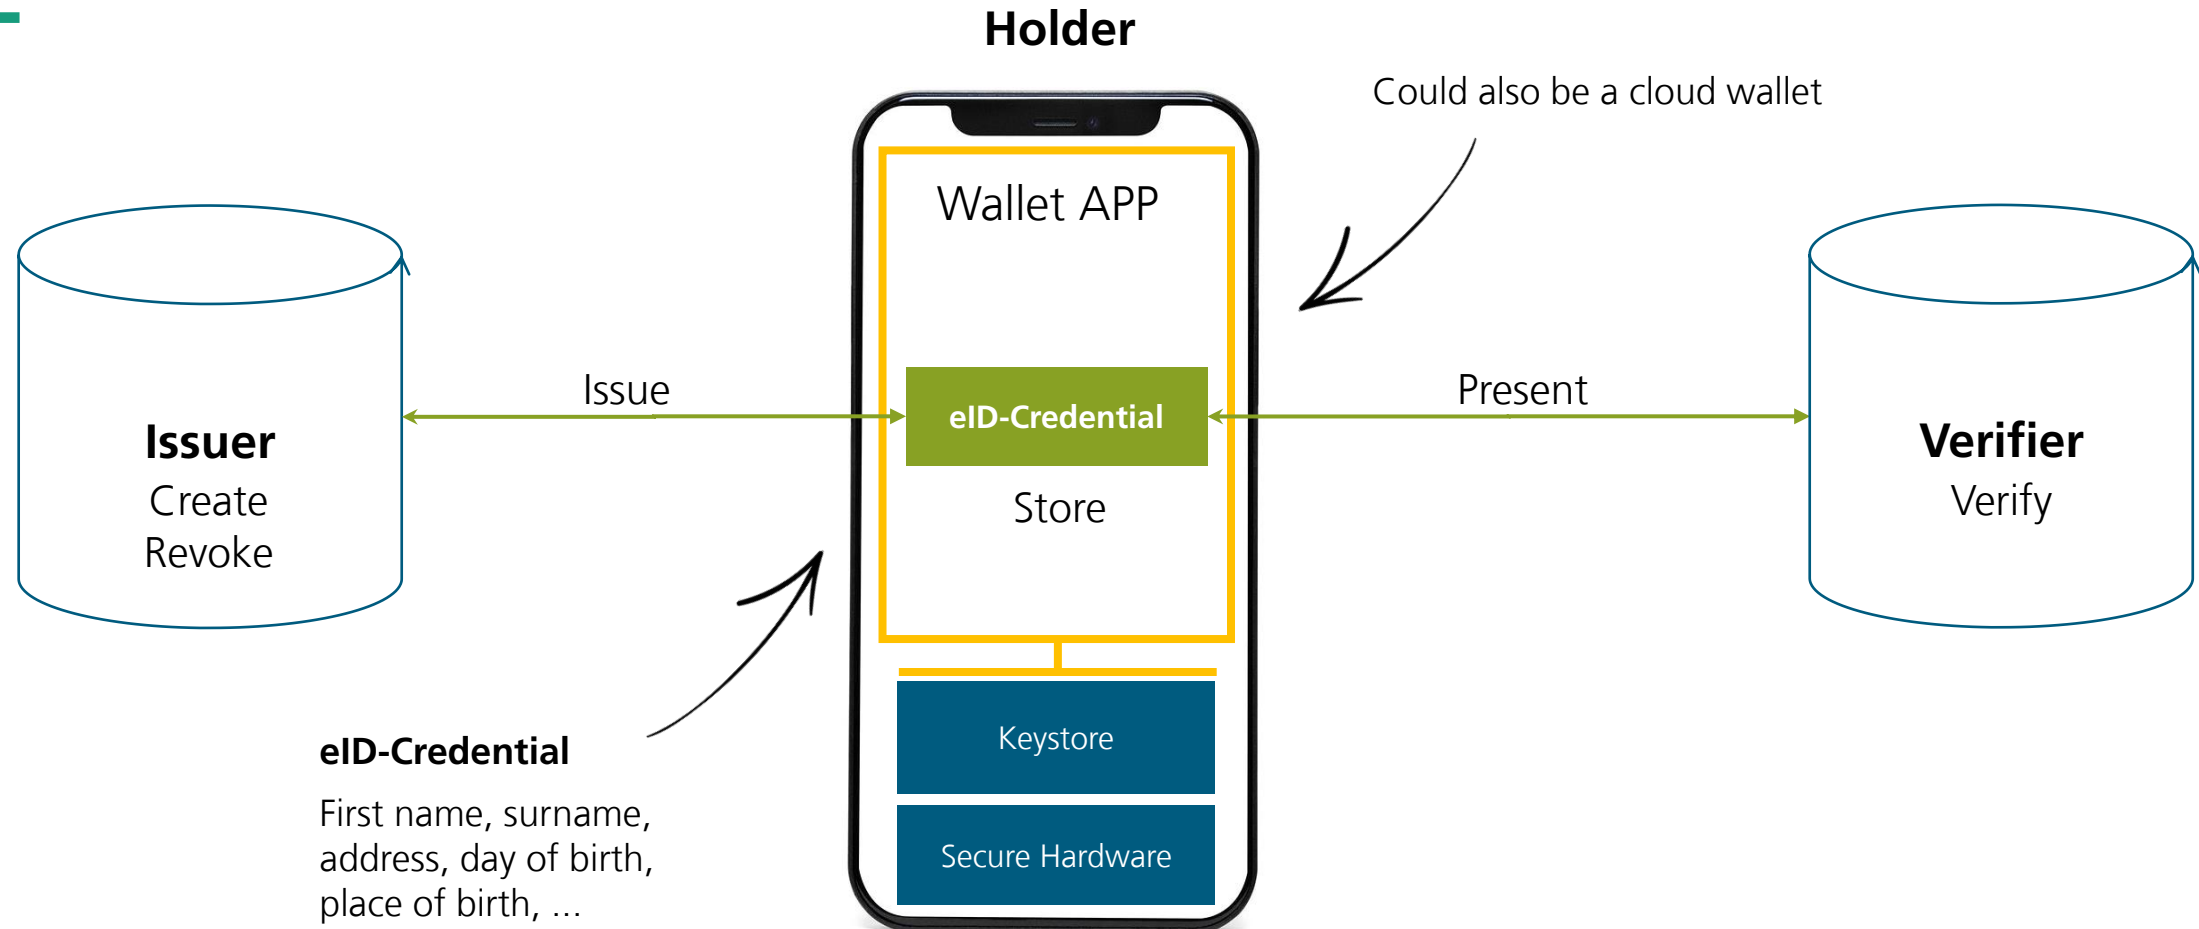 Holder
Could also be a cloud wallet
Wallet APP
Issue
eID-Credential
Present
Issuer
Create
Revoke
Store
Verifier
Verify
Keystore
Secure Hardware
eID-Credential
First name, surname,
address, day of birth,
place of birth, ...